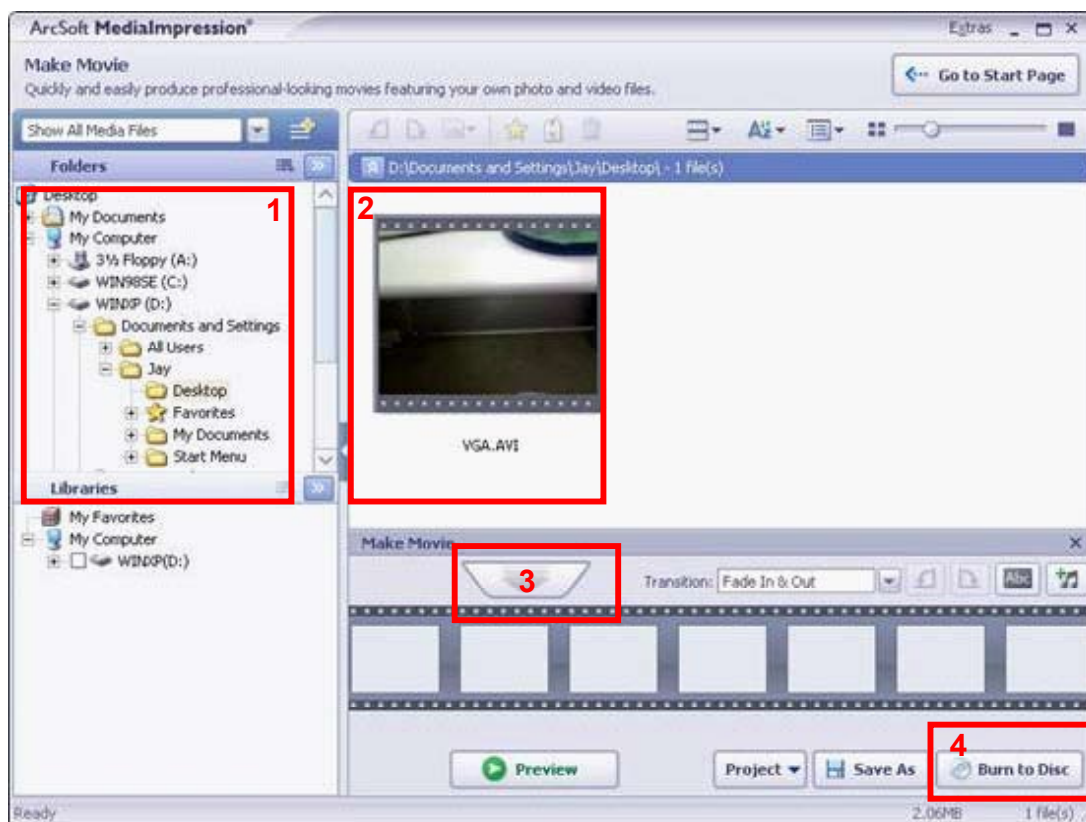 ArcSoft MediaImpression®
Extras
Make Movie
Quickly and easily produce professional-looking movies featuring your own photo and video files.
Go to Start Page
Show All Media Files
Folders
D:\Documents and Settings\Jay\Desktop\ - 1 file(s)
Desktop
1
2
My Documents
My Computer
3½ Floppy (A:)
WIN98SE (C:)
WINXP (D:)
Documents and Settings
All Users
Jay
Desktop
Favorites
My Documents
Start Menu
VGA.AVI
Libraries
My Favorites
My Computer
WINXP(D:)
Make Movie
3
Transition: Fade In & Out
Abc
4
Preview
Project
Save As
Burn to Disc
Ready
2.06MB
1 file(s)